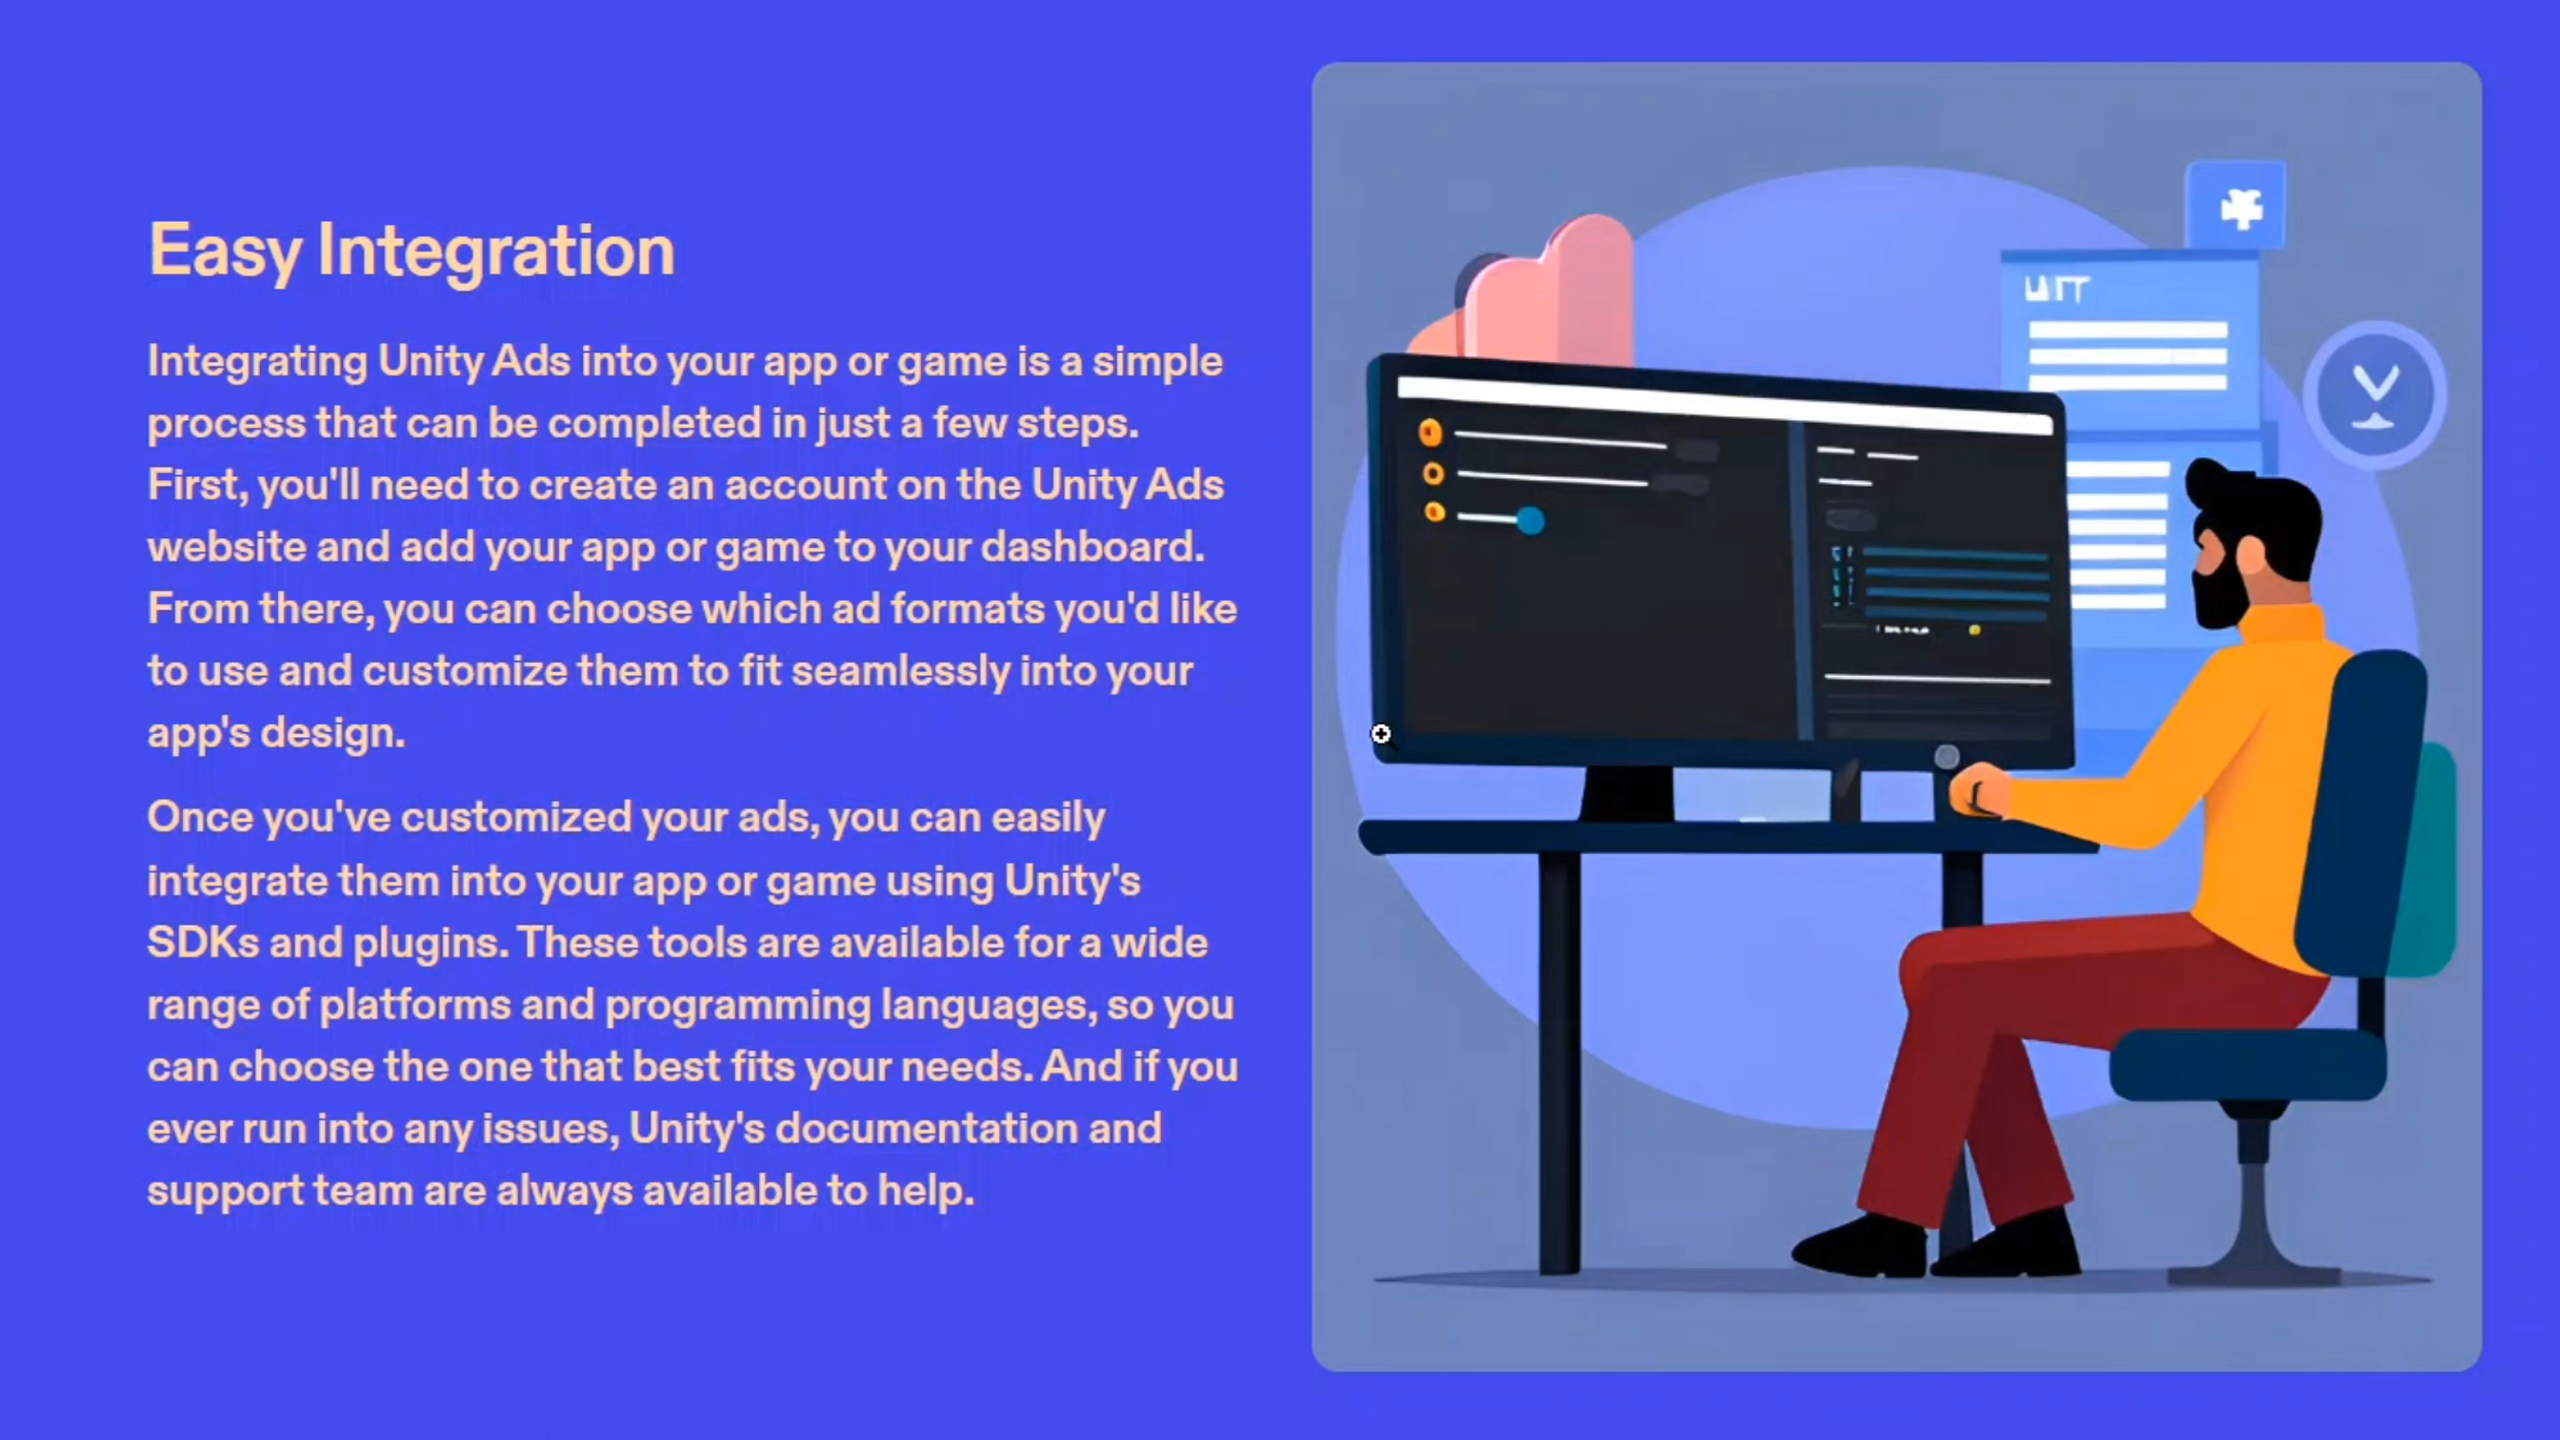 Easy Integration
Integrating Unity Ads into your app or game is a simple
process that can be completed in just a few steps.
First, you'll need to create an account on the Unity Ads
website and add your app or game to your dashboard.
From there, you can choose which ad formats you'd like
to use and customize them to fit seamlessly into your
app's design.
Once you've customized your ads, you can easily
integrate them into your app or game using Unity's
SDKs and plugins. These tools are available for a wide
range of platforms and programming languages, so you
can choose the one that best fits your needs. And if you
ever run into any issues, Unity's documentation and
support team are always available to help.